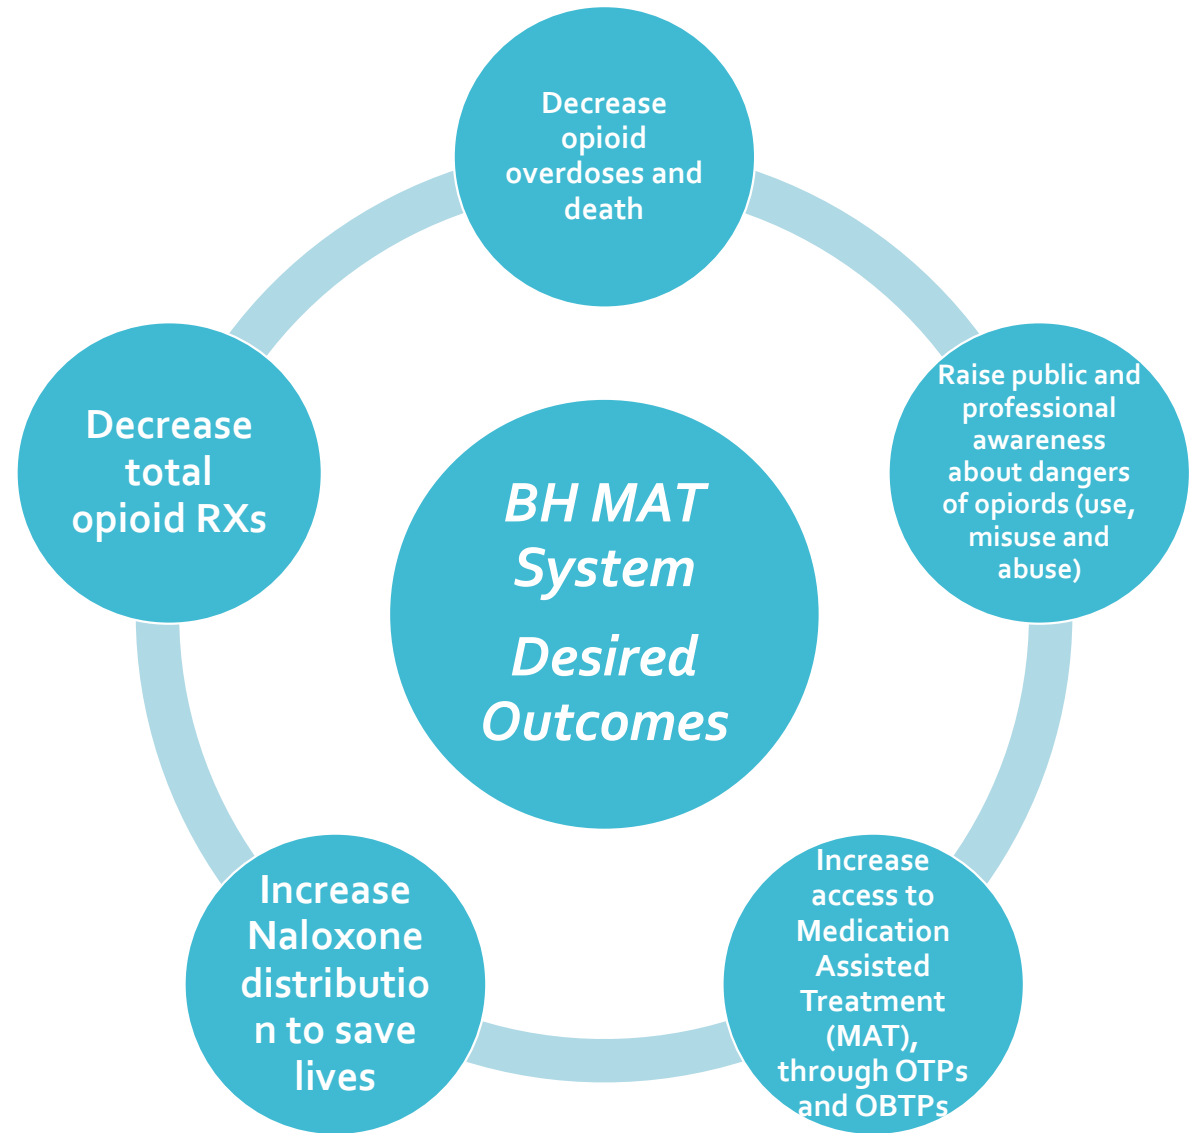 Decrease
opioid
overdoses and
death
Raise public and
professional
awareness
about dangers
of opiords (use,
misuse and
abuse)
Increase
access to
Medication
Assisted
Treatment
(MAT),
through OTPs
and OBTPs
Increase
Naloxone
distributio
n to save
lives
Decrease
total
opioid RXs
BH MAT
System
Desired
Outcomes